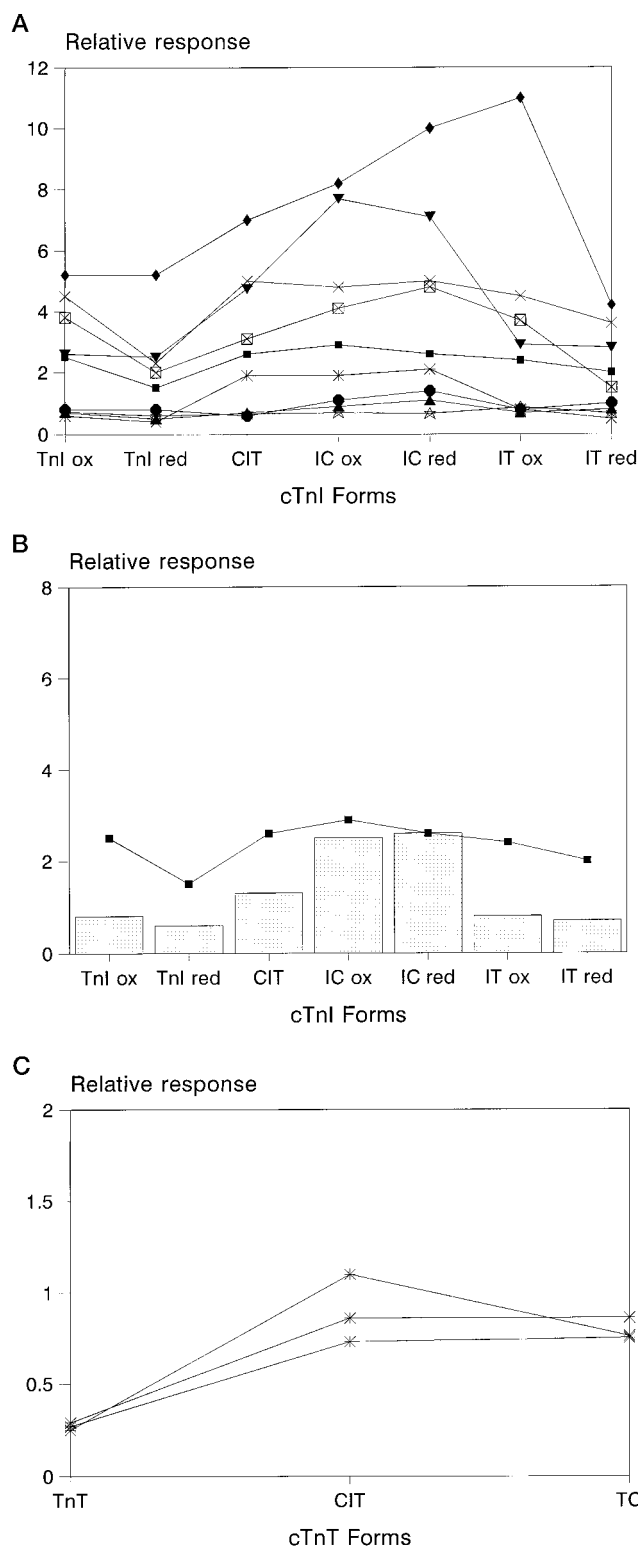 A
Relative response
12
10
8
6
4
2
0
TnI ox TnI red CIT IC ox IC red IT ox IT red
cTnI Forms
B
Relative response
8
6
4
2
0
TnI ox TnI red CIT IC ox IC red IT ox IT red
cTnI Forms
C
Relative response
2
1.5
1
0.5
0
TnT CIT TC
cTnT Forms